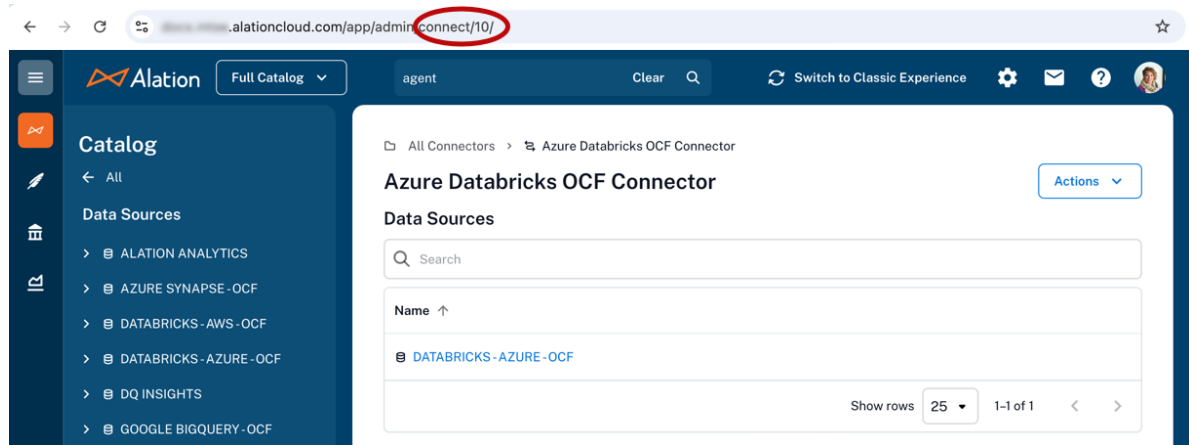 .alationcloud.com/app/admin/connect/10/
Alation Full Catalog agent Clear Switch to Classic Experience
Catalog
All
Data Sources
ALATION ANALYTICS
AZURE SYNAPSE-OCF
DATABRICKS-AWS-OCF
DATABRICKS-AZURE-OCF
DQ INSIGHTS
GOOGLE BIGQUERY-OCF
All Connectors > Azure Databricks OCF Connector
Azure Databricks OCF Connector
Actions
Data Sources
Search
Name ↑
DATABRICKS-AZURE-OCF
Show rows 25 1–1 of 1